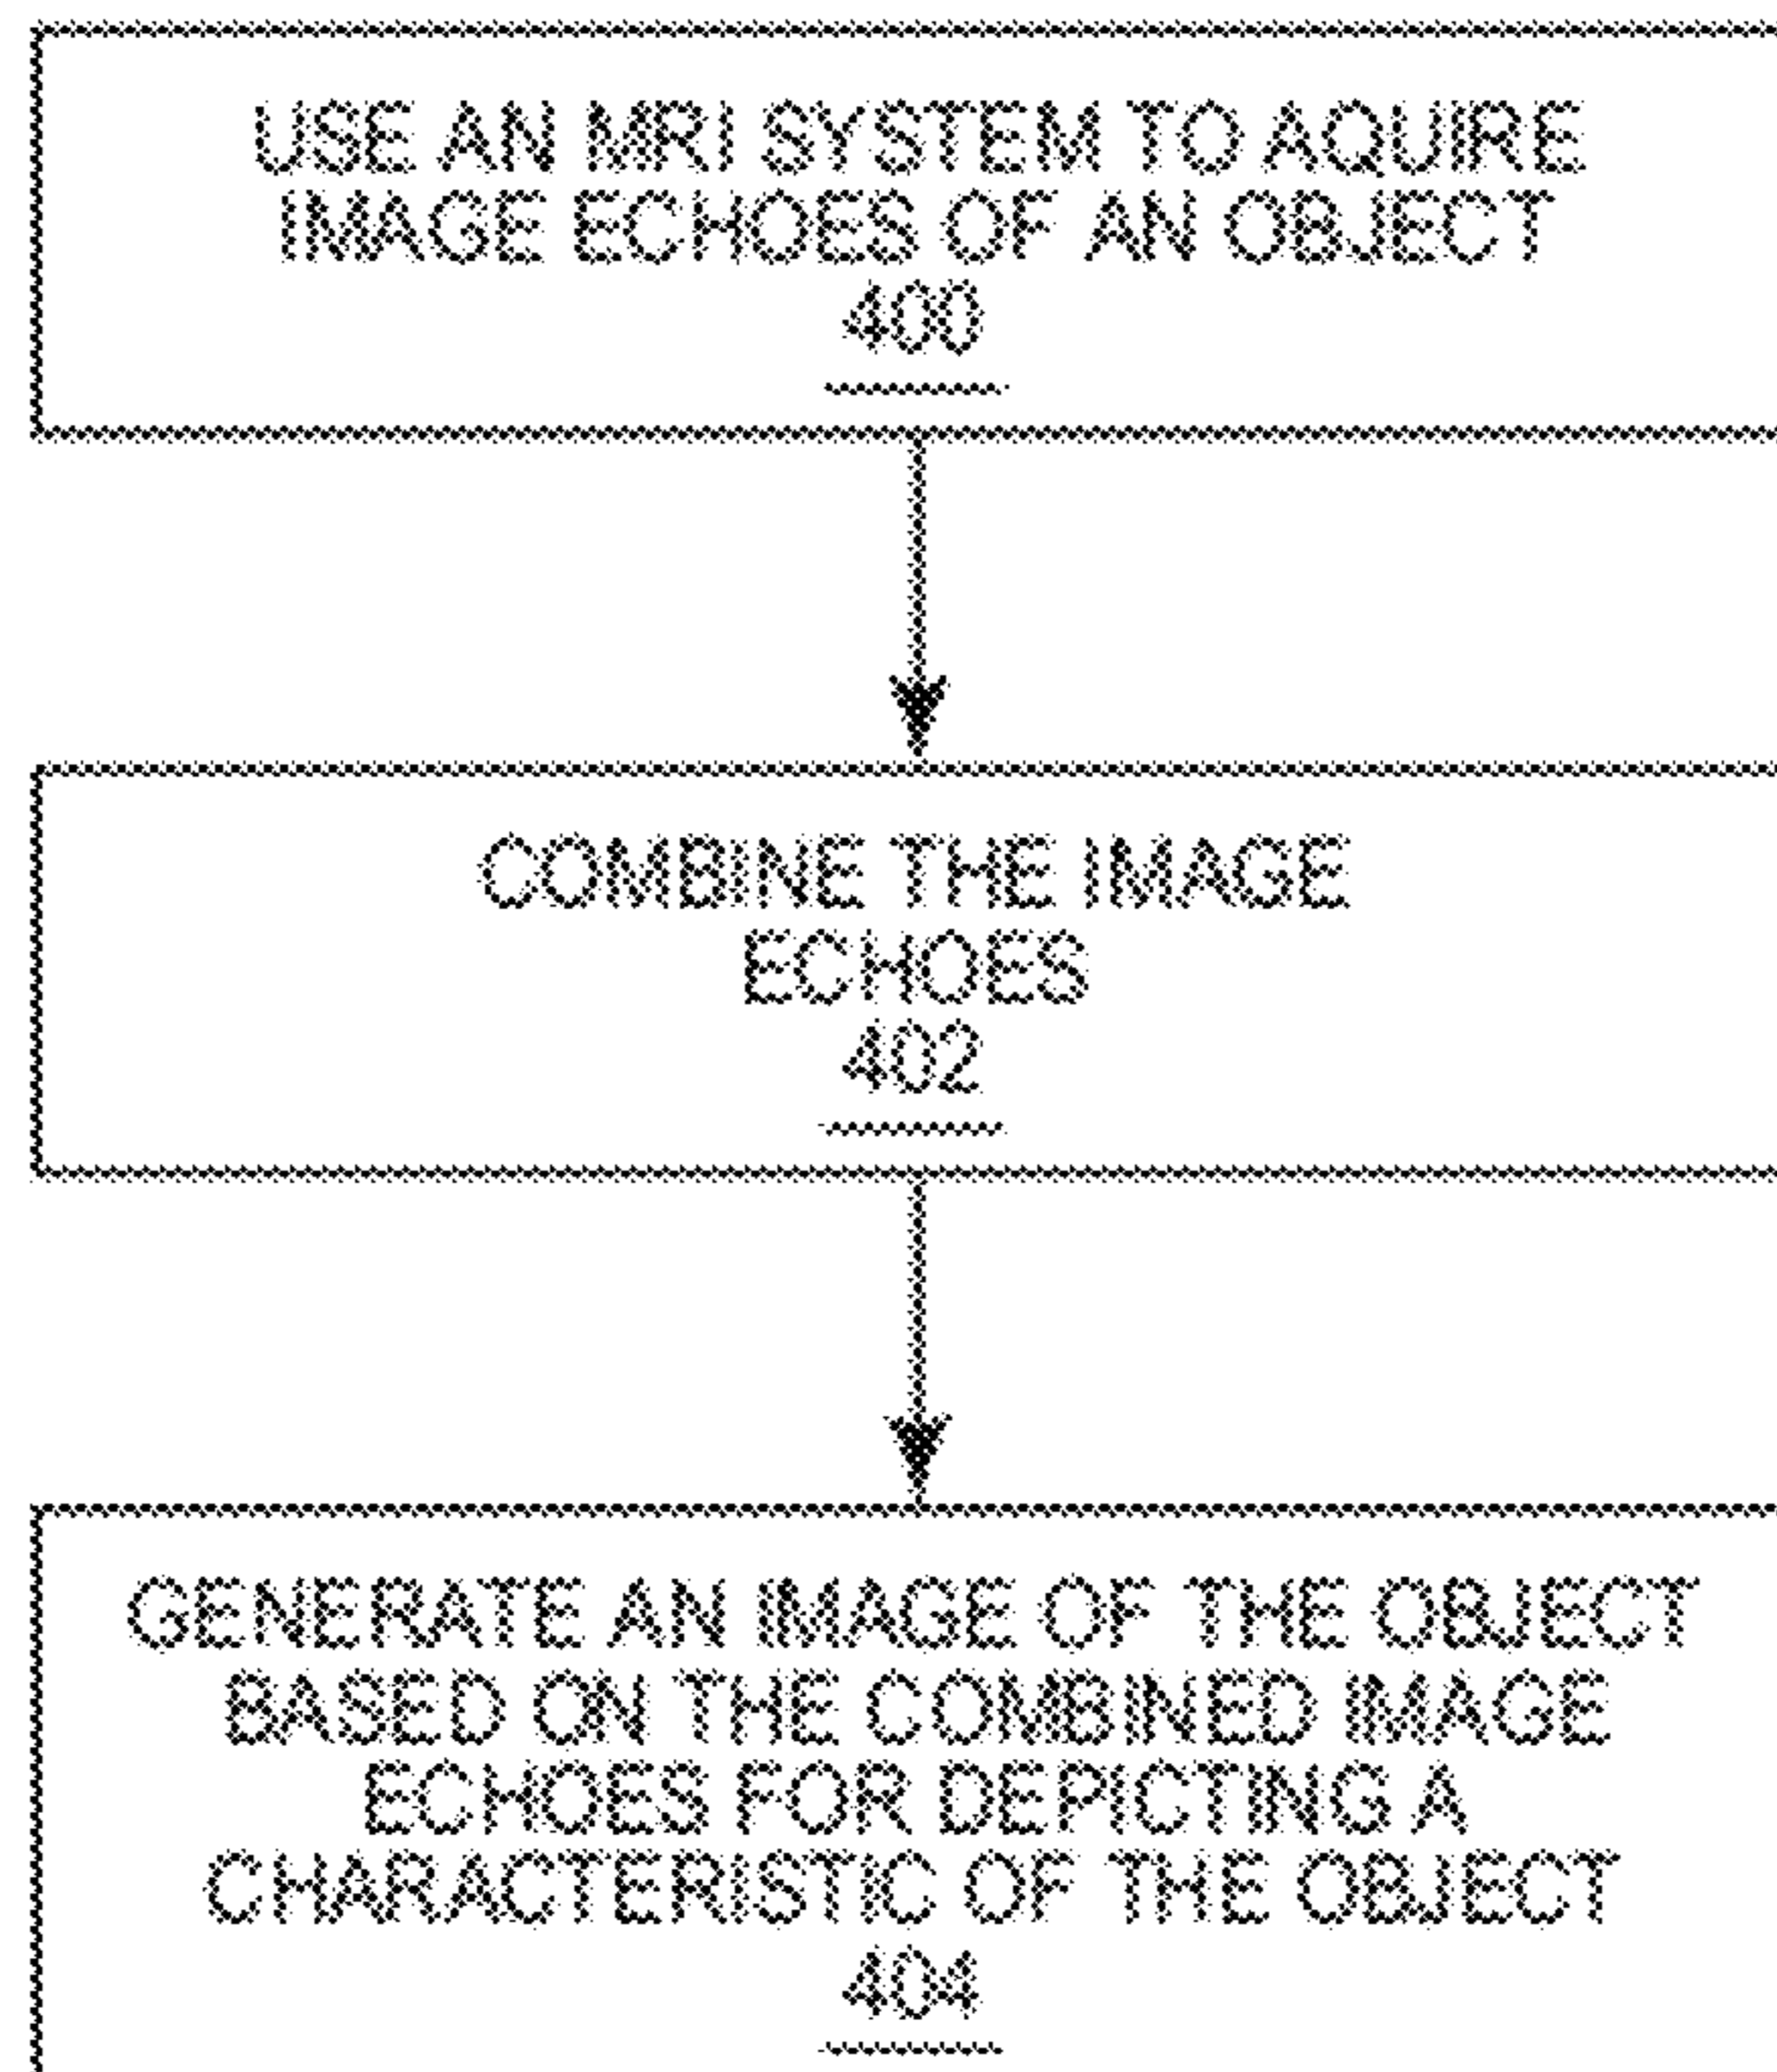 USE AN MRI SYSTEM TO AQUIRE
IMAGE ECHOES OF AN OBJECT
400
COMBINE THE IMAGE
ECHOES
402
GENERATE AN IMAGE OF THE OBJECT
BASED ON THE COMBINED IMAGE
ECHOES FOR DEPICTING A
CHARACTERISTIC OF THE OBJECT
404